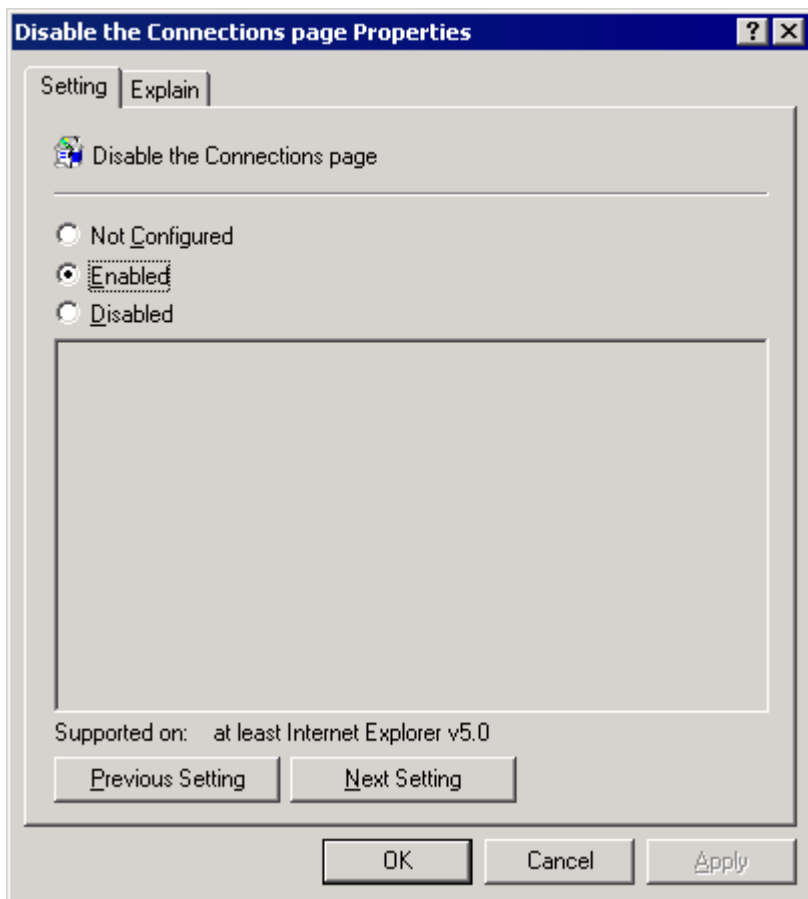 Disable the Connections page Properties
Setting Explain
Disable the Connections page
Not Configured
Enabled
Disabled
Supported on: at least Internet Explorer v5.0
Previous Setting Next Setting
OK Cancel Apply